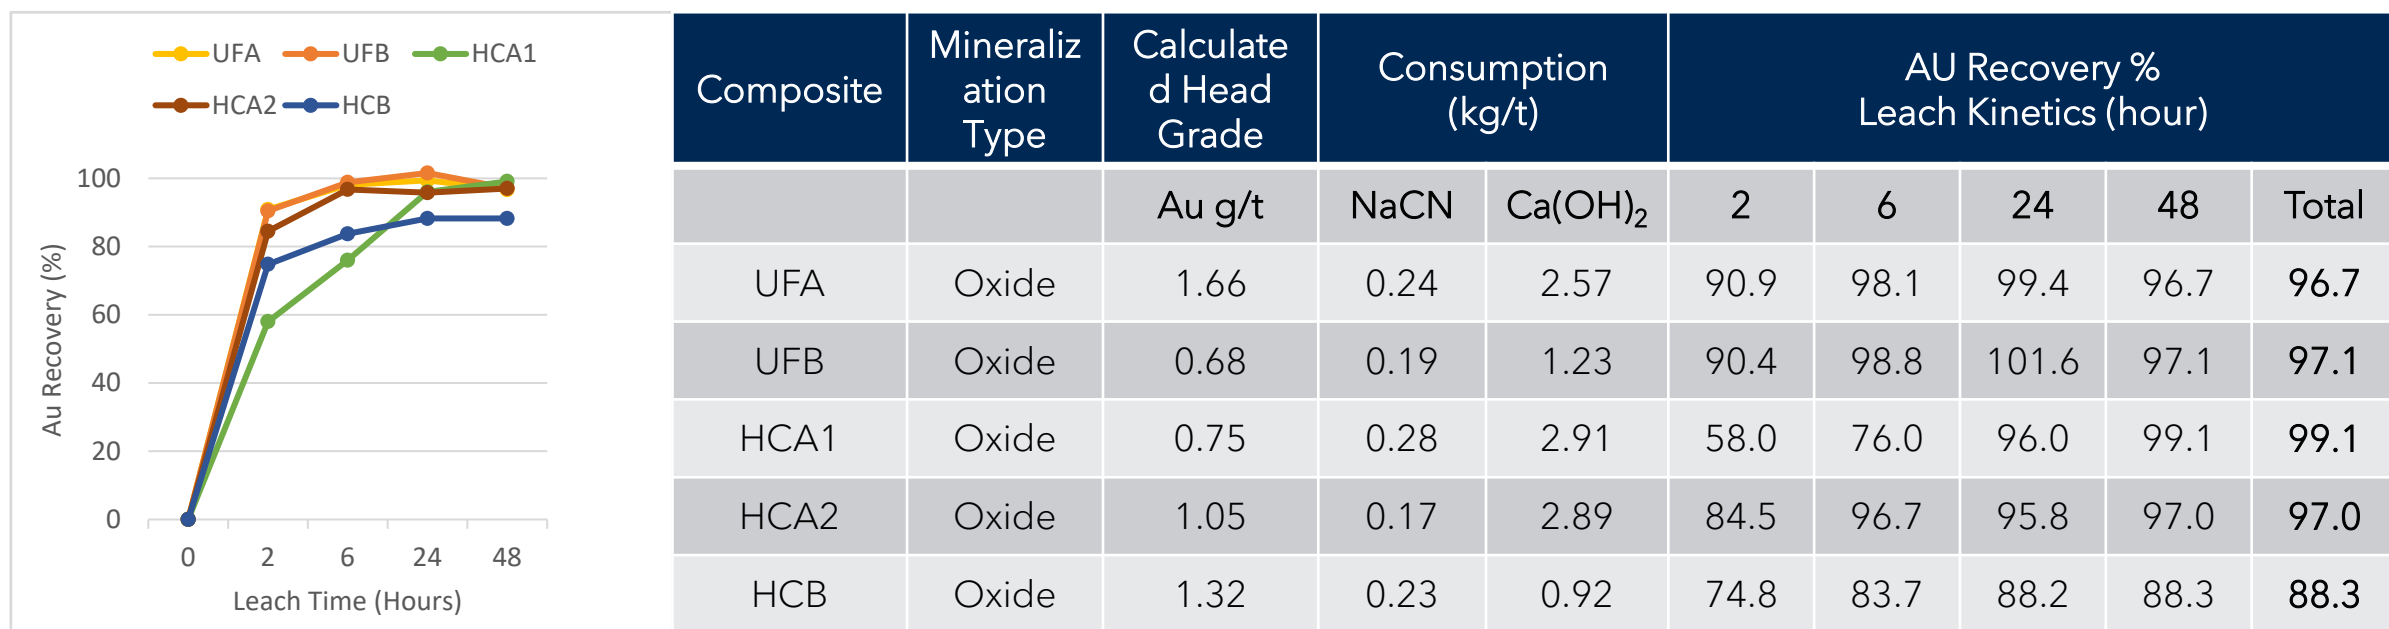 UFA UFB HCA1
HCA2 HCB
100
80
60
40
20
0
Au Recovery (%)
0 2 6 24 48
Leach Time (Hours)
Composite
Mineraliz
ation
Type
Calculate
d Head
Grade
Consumption
(kg/t)
AU Recovery %
Leach Kinetics (hour)
Au g/t NaCN Ca(OH)₂ 2 6 24 48 Total
UFA Oxide 1.66 0.24 2.57 90.9 98.1 99.4 96.7 96.7
UFB Oxide 0.68 0.19 1.23 90.4 98.8 101.6 97.1 97.1
HCA1 Oxide 0.75 0.28 2.91 58.0 76.0 96.0 99.1 99.1
HCA2 Oxide 1.05 0.17 2.89 84.5 96.7 95.8 97.0 97.0
HCB Oxide 1.32 0.23 0.92 74.8 83.7 88.2 88.3 88.3